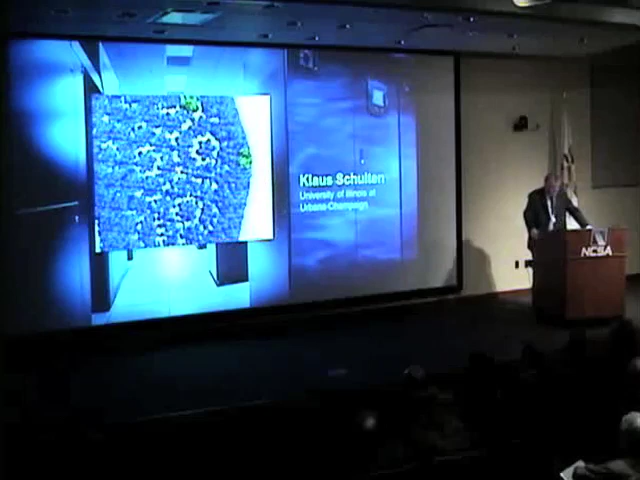 Klaus Schulten
University of Illinois at
Urbana-Champaign
NCSA